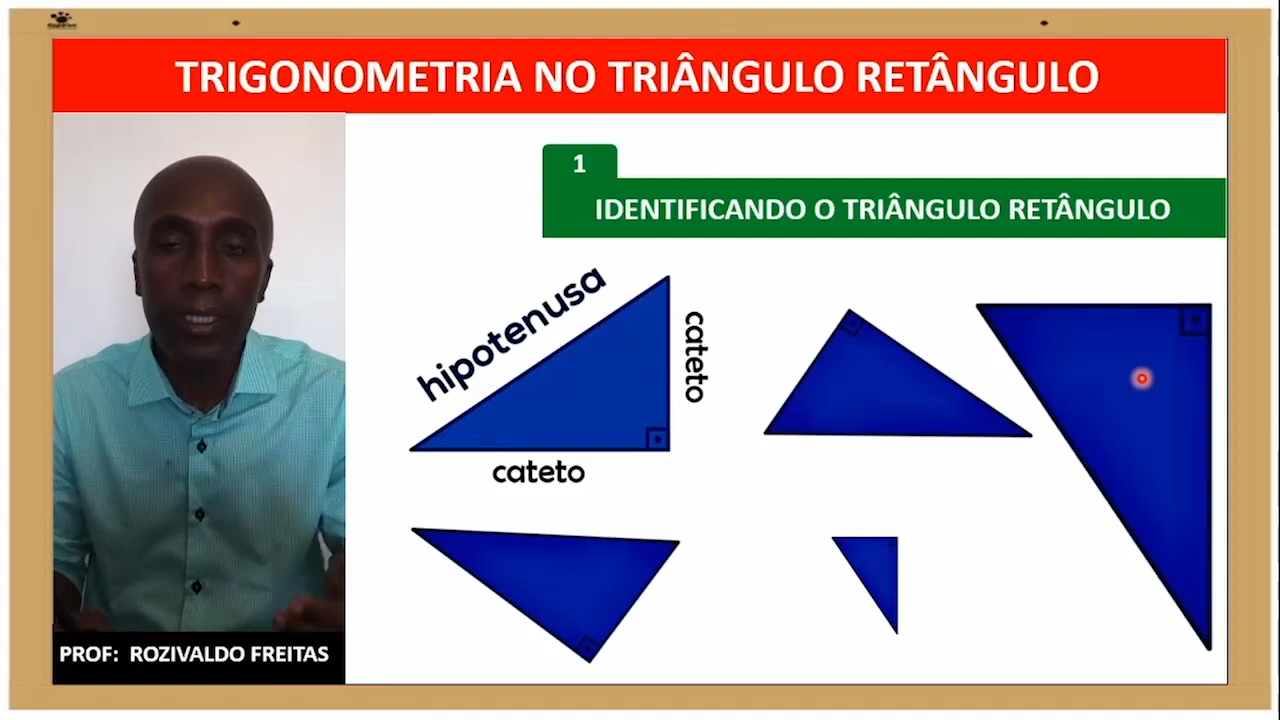 TRIGONOMETRIA NO TRIÂNGULO RETÂNGULO
1
IDENTIFICANDO O TRIÂNGULO RETÂNGULO
hipotenusa
cateto
cateto
PROF: ROZIVALDO FREITAS